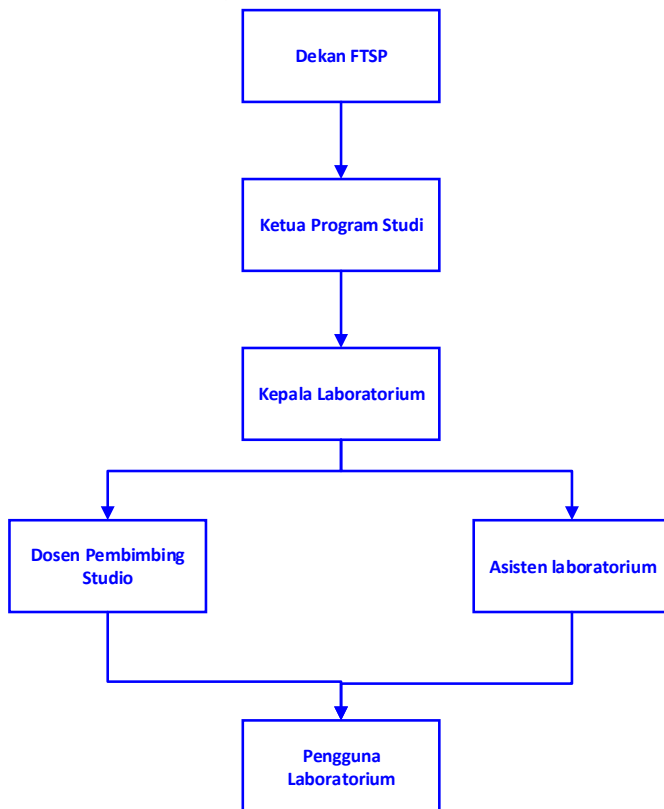 Dekan FTSP
Ketua Program Studi
Kepala Laboratorium
Dosen Pembimbing
Studio
Asisten laboratorium
Pengguna
Laboratorium